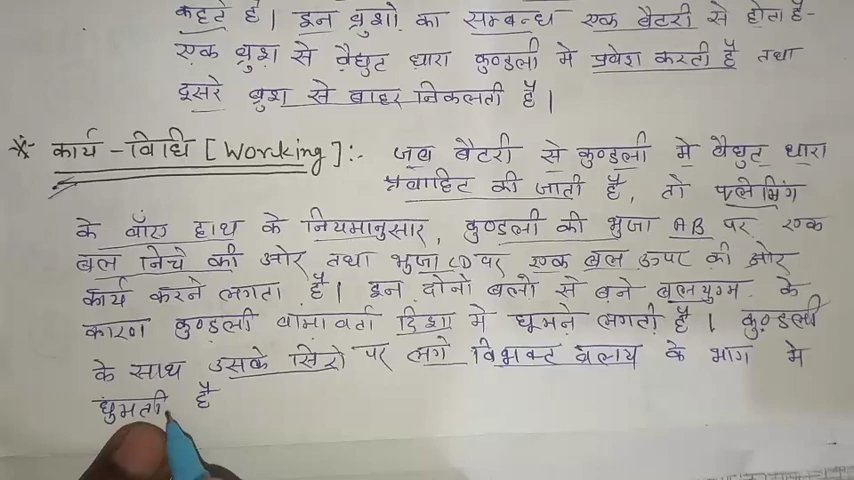 कहते हैं। इन ब्रुशो का सम्बन्ध एक बैटरी से होता है-
एक ब्रुश से वैद्युत धारा कुण्डली मे प्रवेश करती है तथा
दूसरे ब्रुश से बाहर निकलती है।
* कार्य-विधि [Working]:- जब बैटरी से कुण्डली मे वैद्युत धारा
प्रवाहित की जाती है, तो फ्लेमिंग
के बाँए हाथ के नियमानुसार, कुण्डली की भुजा AB पर एक
बल निचे की ओर तथा भुजा CD पर एक बल ऊपर की ओर
कार्य करने लगता है। इन दोनो बलो से बने बलयुग्म के
कारण कुण्डली वामावर्ता दिशा मे घूमने लगती है। कुण्डली
के साथ उसके सिरो पर लगे विभक्त वलय के भाग मे
घुमती है